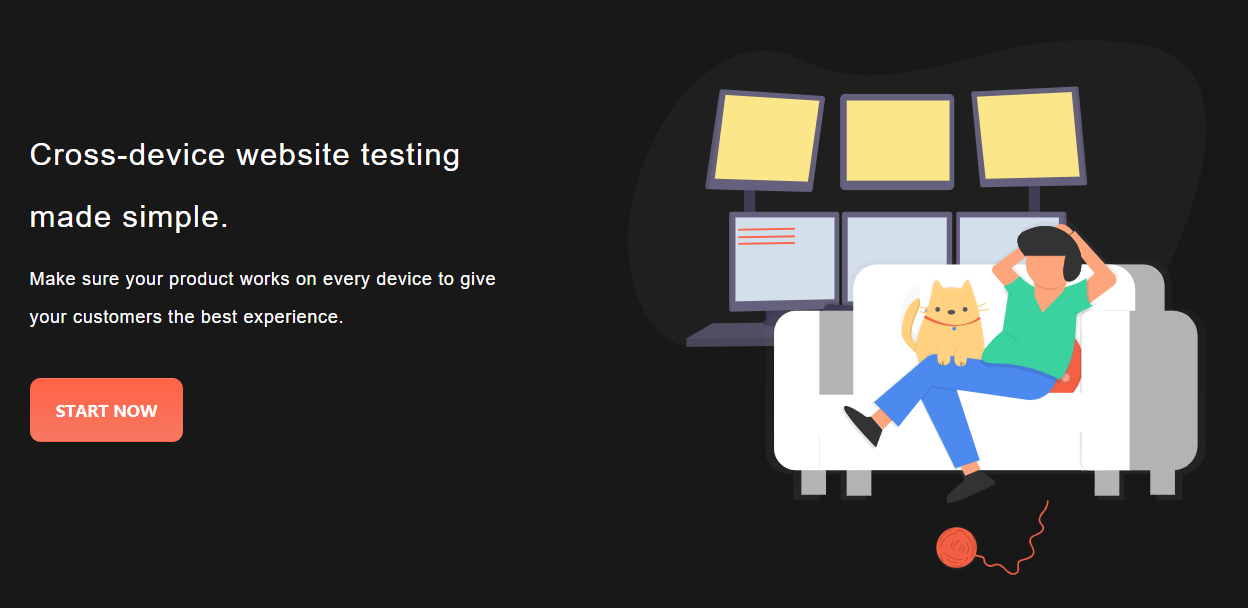 Cross-device website testing
made simple.
Make sure your product works on every device to give
your customers the best experience.
START NOW